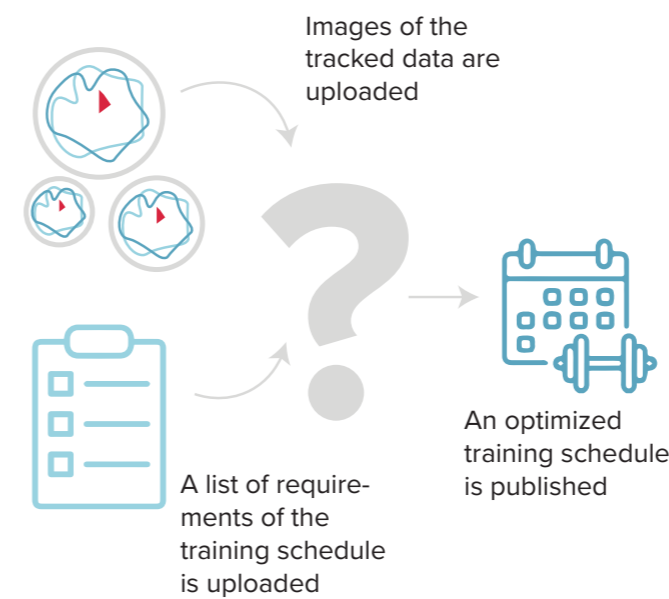 Images of the
tracked data are
uploaded
An optimized
training schedule
is published
A list of require-
ments of the
training schedule
is uploaded